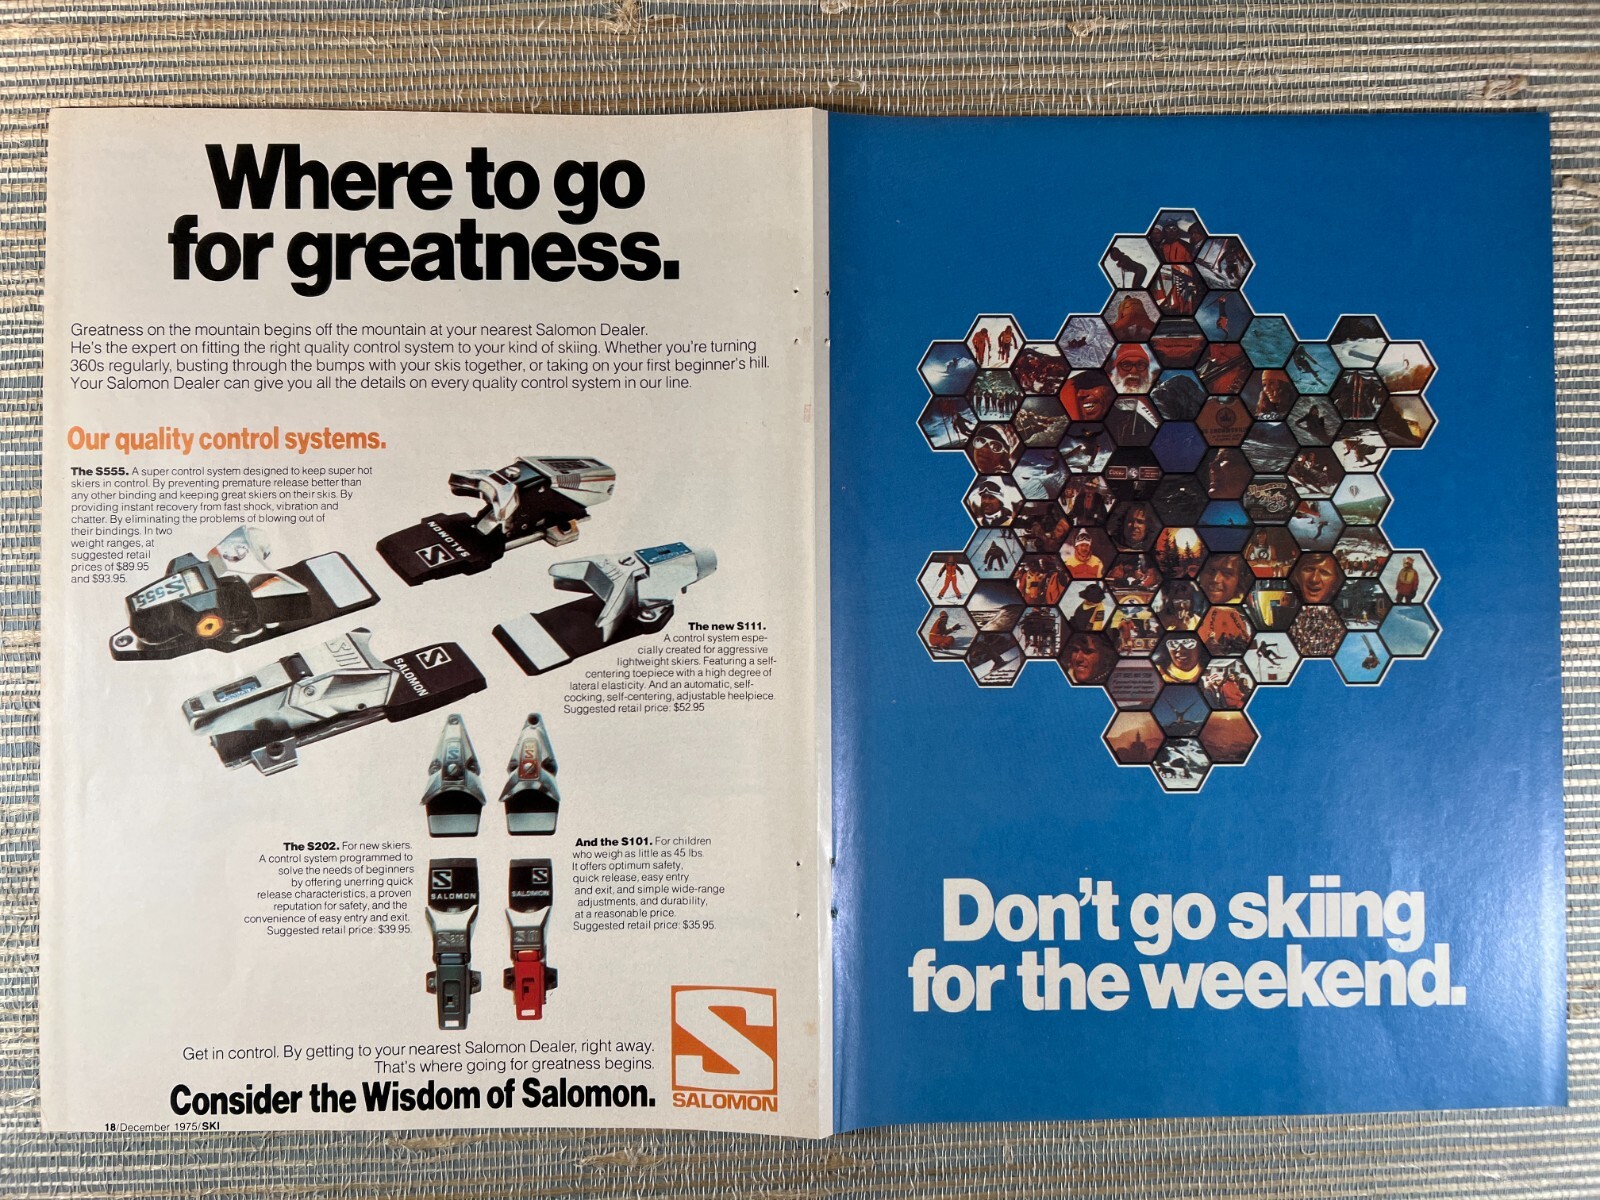 Where to go
for greatness.
Greatness on the mountain begins off the mountain at your nearest Salomon Dealer.
He's the expert on fitting the right quality control system to your kind of skiing. Whether you're turning
360s regularly, busting through the bumps with your skis together, or taking on your first beginner's hill.
Your Salomon Dealer can give you all the details on every quality control system in our line.
Our quality control systems.
The S555. A super control system designed to keep super hot
skiers in control. By preventing premature release better than
any other binding and keeping great skiers on their skis. By
providing instant recovery from fast shock, vibration and
chatter. By eliminating the problems of blowing out of
their bindings. In two
weight ranges, at
suggested retail
prices of $89.95
and $93.95.
SALOMON
S555
The new S111.
A control system espe-
cially created for aggressive
lightweight skiers. Featuring a self-
centering toepiece with a high degree of
lateral elasticity. And an automatic, self-
cocking, self-centering, adjustable heelpiece.
Suggested retail price: $52.95
S111
SALOMON
The S202. For new skiers.
A control system programmed to
solve the needs of beginners
by offering unerring quick
release characteristics, a proven
reputation for safety, and the
convenience of easy entry and exit.
Suggested retail price: $39.95.
SALOMON
SALOMON
And the S101. For children
who weigh as little as 45 lbs.
It offers optimum safety,
quick release, easy entry
and exit, and simple wide-range
adjustments, and durability,
at a reasonable price.
Suggested retail price: $35.95.
Get in control. By getting to your nearest Salomon Dealer, right away.
That's where going for greatness begins.
Consider the Wisdom of Salomon.
S
SALOMON
18/December 1975/SKI
Don't go skiing
for the weekend.